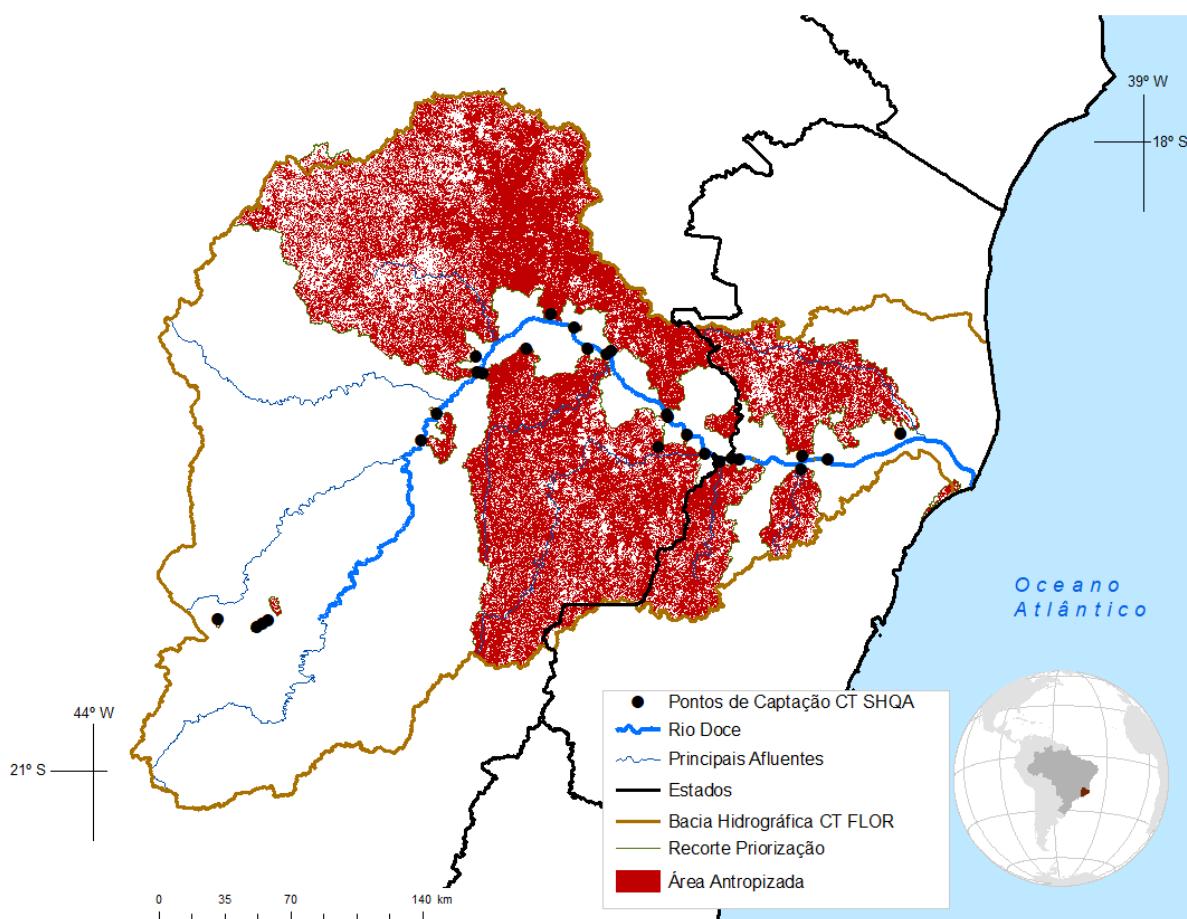 39º W
18º S
Oceano
Atlântico
44º W
21º S
Pontos de Captação CT SHQA
Rio Doce
Principais Afluentes
Estados
Bacia Hidrográfica CT FLOR
Recorte Priorização
Área Antropizada
0 35 70 140 km